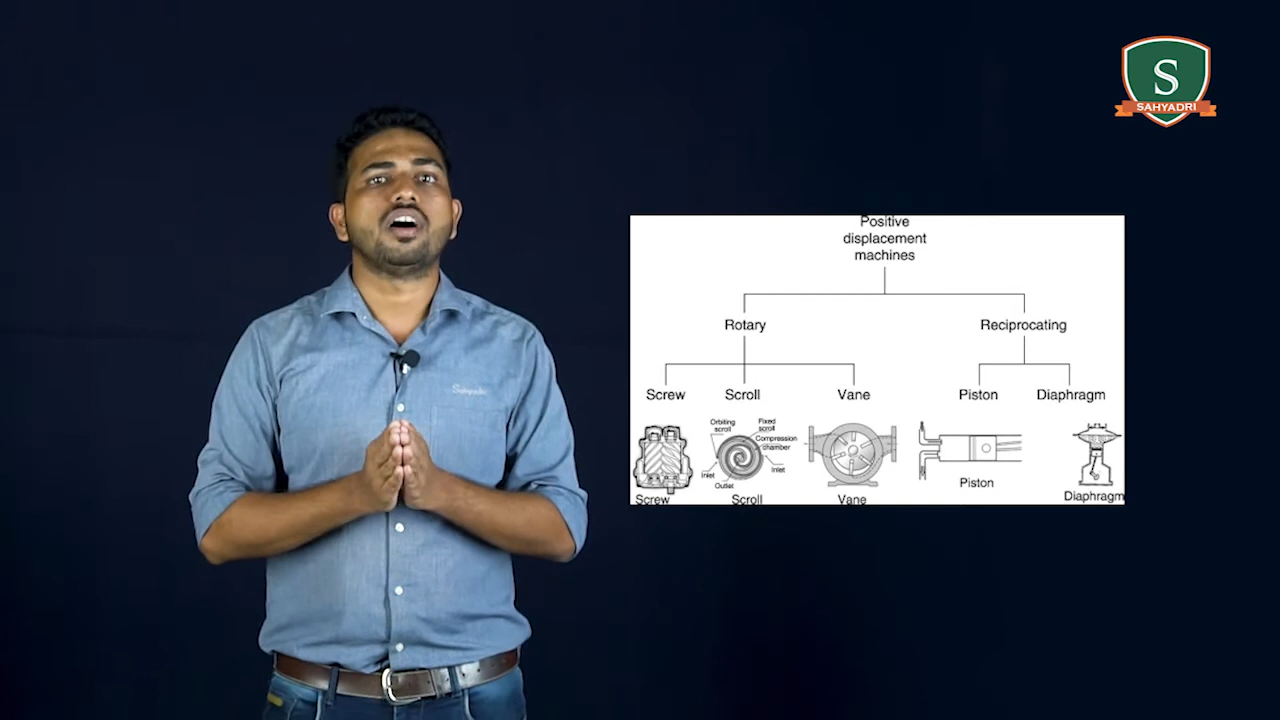 S
SAHYADRI
Sahyadri
Positive
displacement
machines
Rotary
Reciprocating
Screw
Scroll
Vane
Piston
Diaphragm
Orbiting
scroll
Fixed
scroll
Compression
chamber
Inlet
Inlet
Outlet
Screw
Scroll
Vane
Piston
Diaphragm